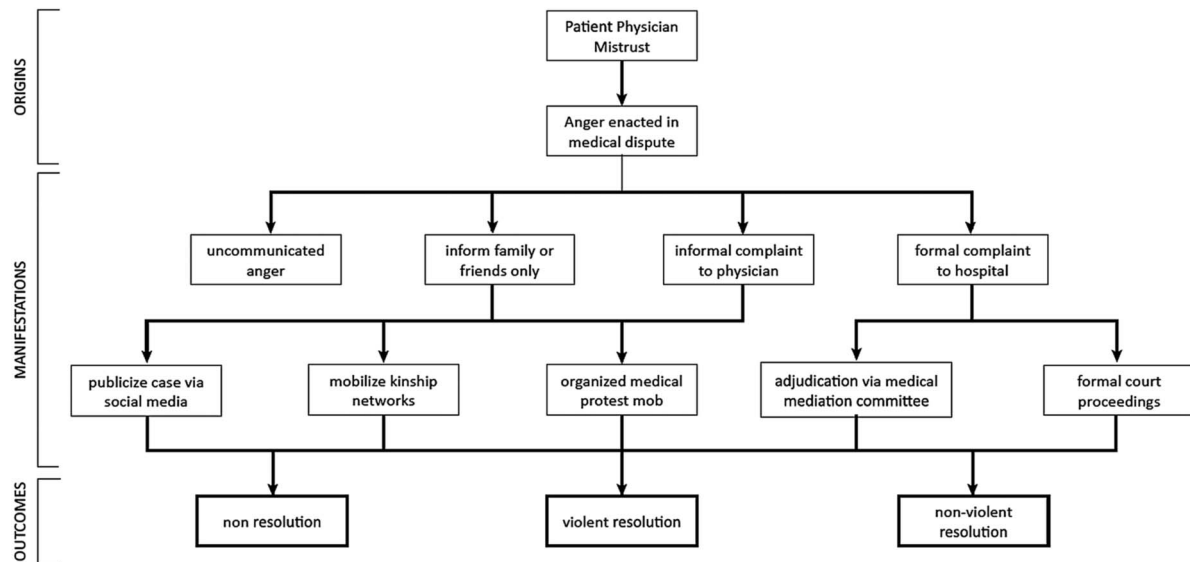 ORIGINS
Patient Physician
Mistrust
Anger enacted in
medical dispute
MANIFESTATIONS
uncommunicated
anger
inform family or
friends only
informal complaint
to physician
formal complaint
to hospital
publicize case via
social media
mobilize kinship
networks
organized medical
protest mob
adjudication via medical
mediation committee
formal court
proceedings
OUTCOMES
non resolution
violent resolution
non-violent
resolution